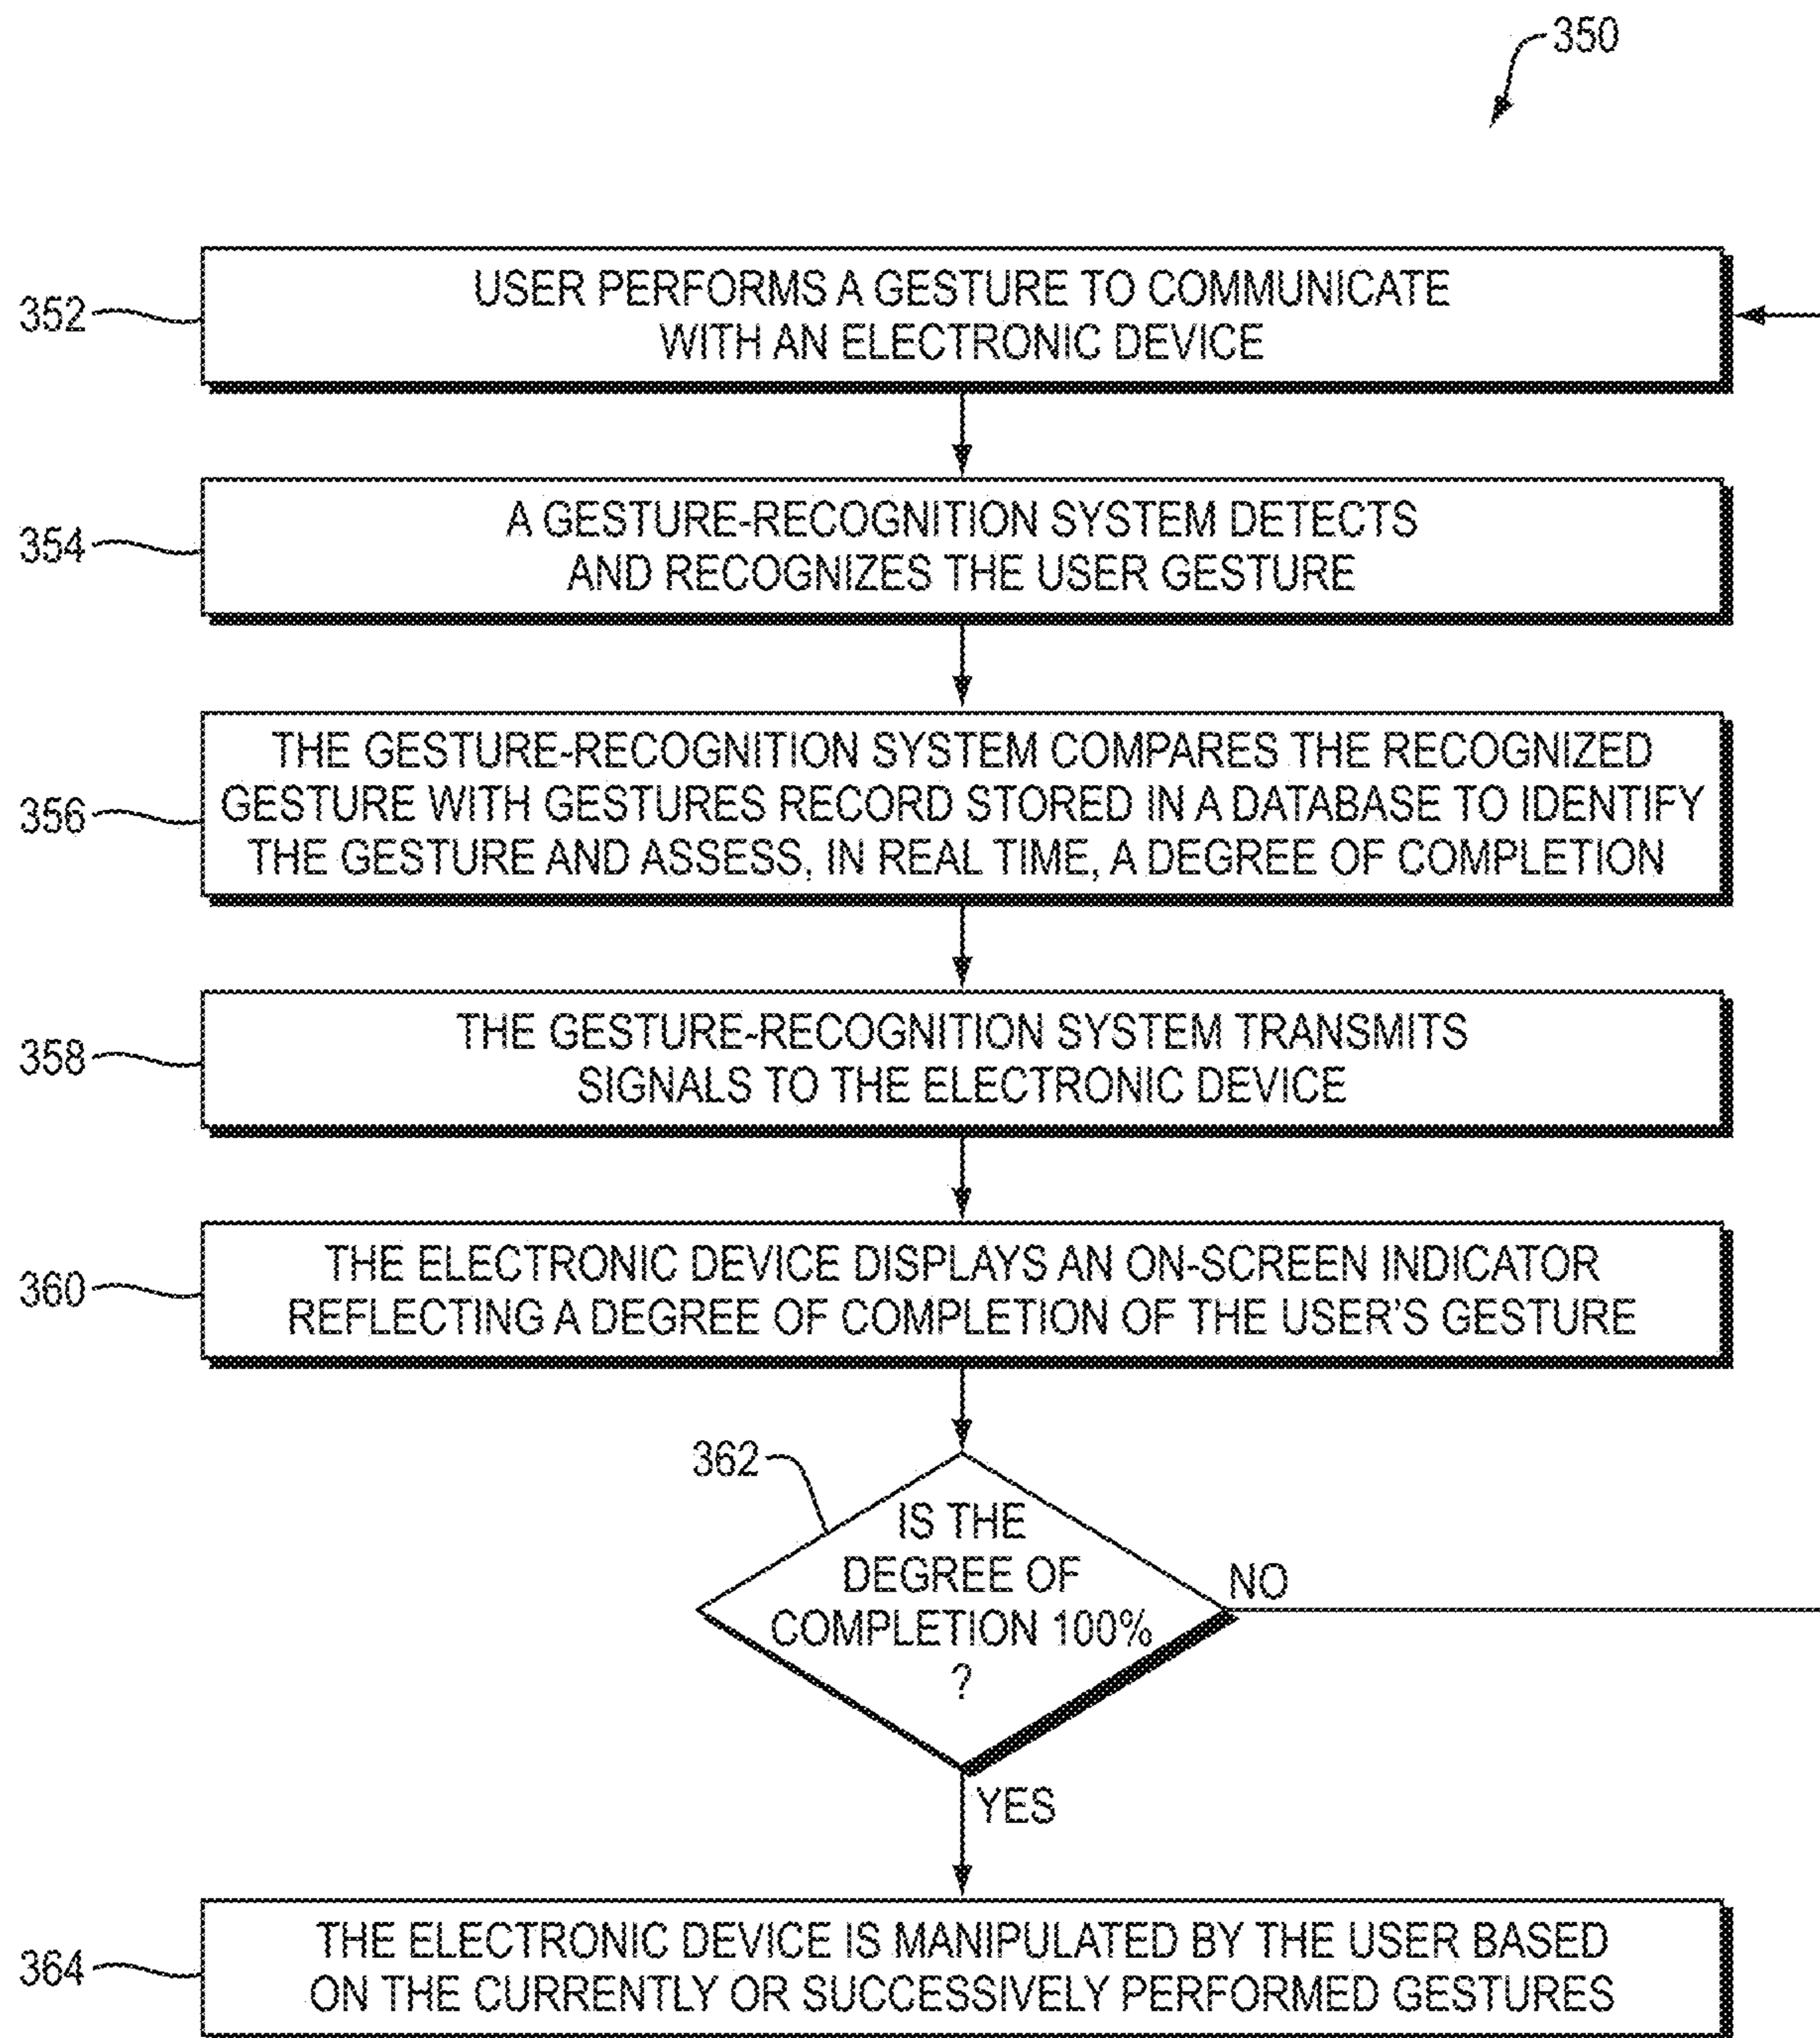 350
352
USER PERFORMS A GESTURE TO COMMUNICATE
WITH AN ELECTRONIC DEVICE
354
A GESTURE-RECOGNITION SYSTEM DETECTS
AND RECOGNIZES THE USER GESTURE
356
THE GESTURE-RECOGNITION SYSTEM COMPARES THE RECOGNIZED
GESTURE WITH GESTURES RECORD STORED IN A DATABASE TO IDENTIFY
THE GESTURE AND ASSESS, IN REAL TIME, A DEGREE OF COMPLETION
358
THE GESTURE-RECOGNITION SYSTEM TRANSMITS
SIGNALS TO THE ELECTRONIC DEVICE
360
THE ELECTRONIC DEVICE DISPLAYS AN ON-SCREEN INDICATOR
REFLECTING A DEGREE OF COMPLETION OF THE USER'S GESTURE
362
IS THE
DEGREE OF
COMPLETION 100%
?
NO
YES
364
THE ELECTRONIC DEVICE IS MANIPULATED BY THE USER BASED
ON THE CURRENTLY OR SUCCESSIVELY PERFORMED GESTURES